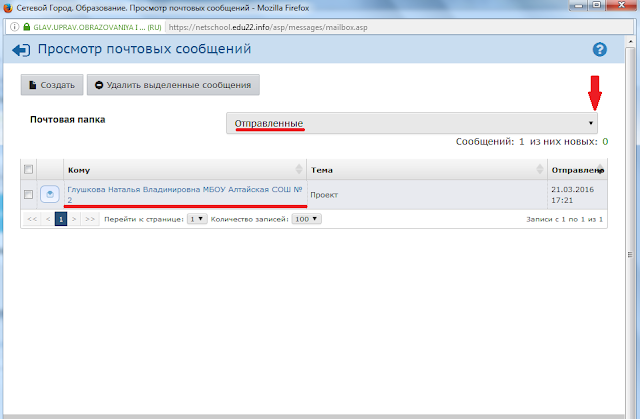 Сетевой Город. Образование. Просмотр почтовых сообщений - Mozilla Firefox
GLAV.UPRAV.OBRAZOVANIYA I ... (RU) https://netschool.edu22.info/asp/messages/mailbox.asp
Просмотр почтовых сообщений
Создать Удалить выделенные сообщения
Почтовая папка Отправленные
Сообщений: 1 из них новых: 0
Кому Тема Отправлено
Глушкова Наталья Владинировна МБОУ Алтайская СОШ № Проект 21.03.2016
2 17:21
<< < 1 > >> Перейти к странице: 1 Количество записей: 100 Записи с 1 по 1 из 1